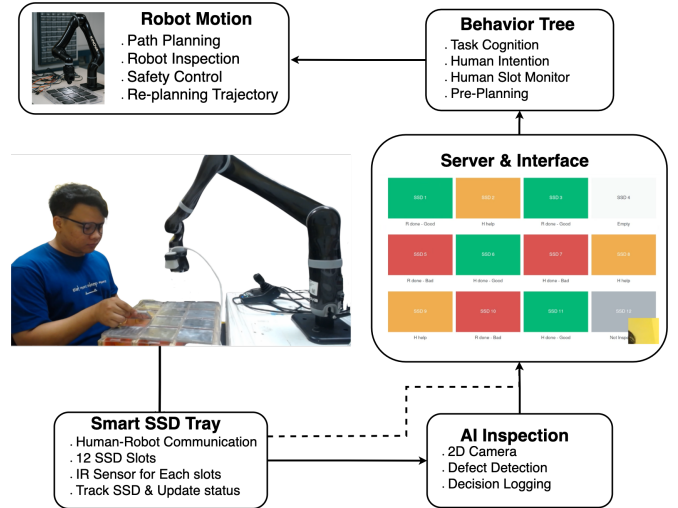 Robot Motion
. Path Planning
. Robot Inspection
. Safety Control
. Re-planning Trajectory
Behavior Tree
. Task Cognition
. Human Intention
. Human Slot Monitor
. Pre-Planning
Server & Interface
SSD 1
SSD 2
SSD 3
SSD 4
R done - Good
H help
R done - Good
Empty
SSD 5
SSD 6
SSD 7
SSD 8
R done - Bad
H done - Good
H done - Bad
H help
SSD 9
SSD 10
SSD 11
SSD 12
H help
R done - Bad
H done - Good
Smart SSD Tray
. Human-Robot Communication
. 12 SSD Slots
. IR Sensor for Each slots
. Track SSD & Update status
AI Inspection
. 2D Camera
. Defect Detection
. Decision Logging